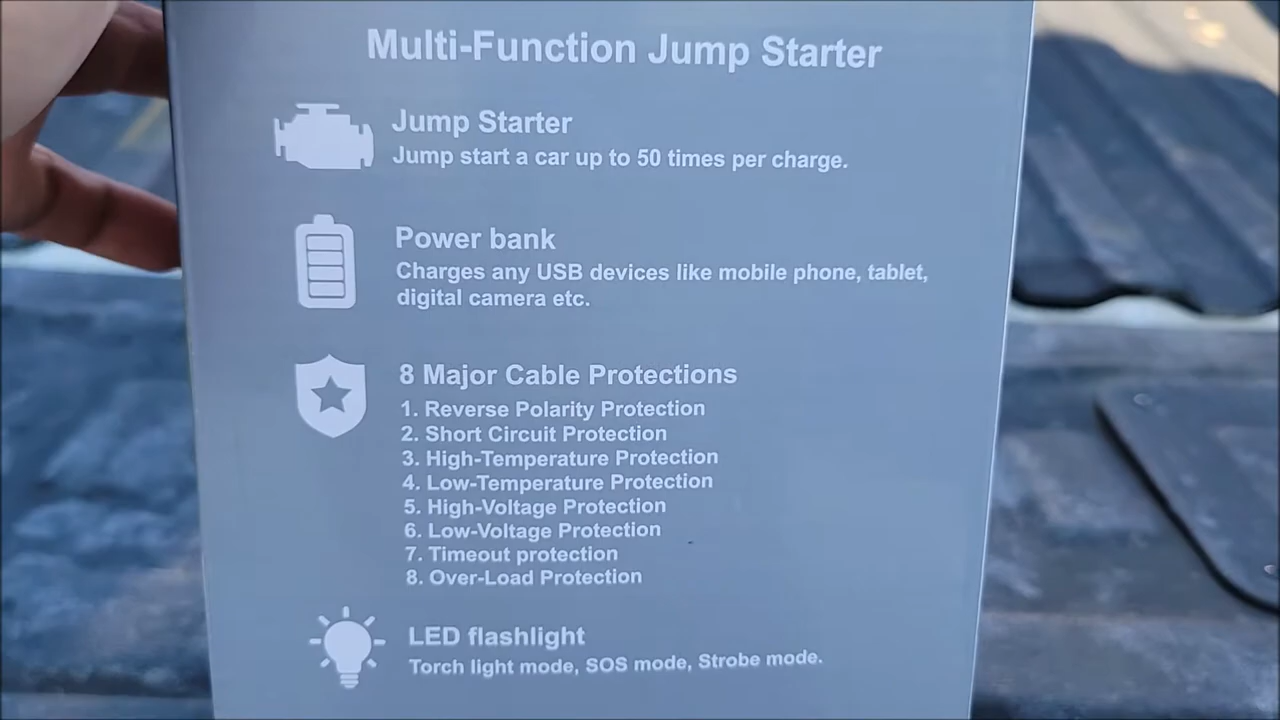 Multi-Function Jump Starter
Jump Starter
Jump start a car up to 50 times per charge.
Power bank
Charges any USB devices like mobile phone, tablet,
digital camera etc.
8 Major Cable Protections
1. Reverse Polarity Protection
2. Short Circuit Protection
3. High-Temperature Protection
4. Low-Temperature Protection
5. High-Voltage Protection
6. Low-Voltage Protection
7. Timeout protection
8. Over-Load Protection
LED flashlight
Torch light mode, SOS mode, Strobe mode.